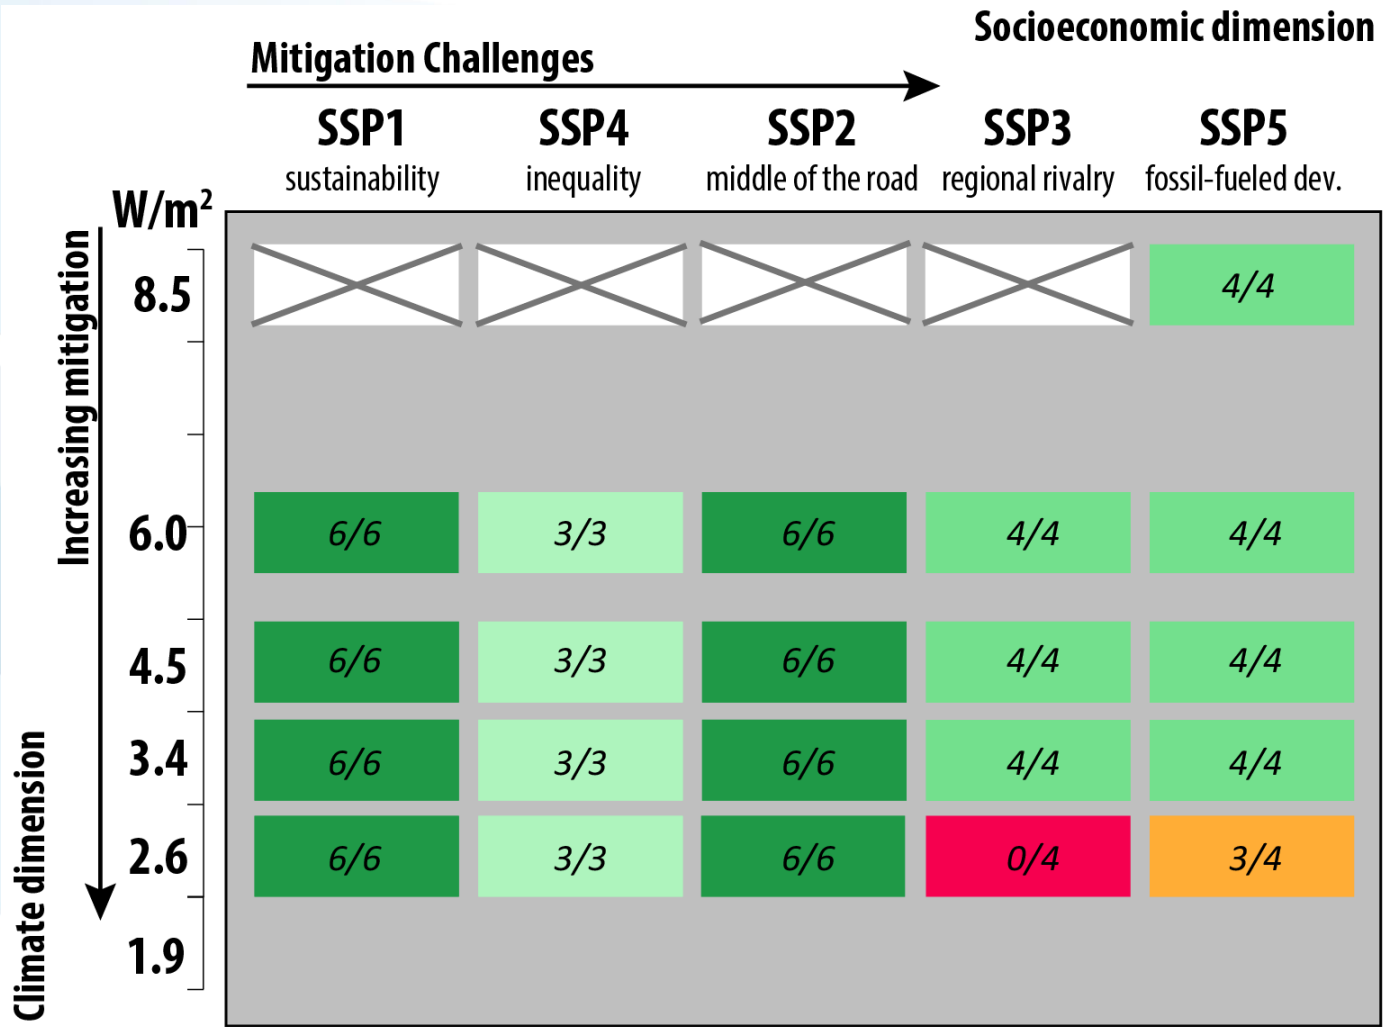 Socioeconomic dimension
Mitigation Challenges
SSP1 SSP4 SSP2 SSP3 SSP5
sustainability inequality middle of the road regional rivalry fossil-fueled dev.
W/m²
Increasing mitigation
Climate dimension
8.5 4/4
6.0 6/6 3/3 6/6 4/4 4/4
4.5 6/6 3/3 6/6 4/4 4/4
3.4 6/6 3/3 6/6 4/4 4/4
2.6 6/6 3/3 6/6 0/4 3/4
1.9